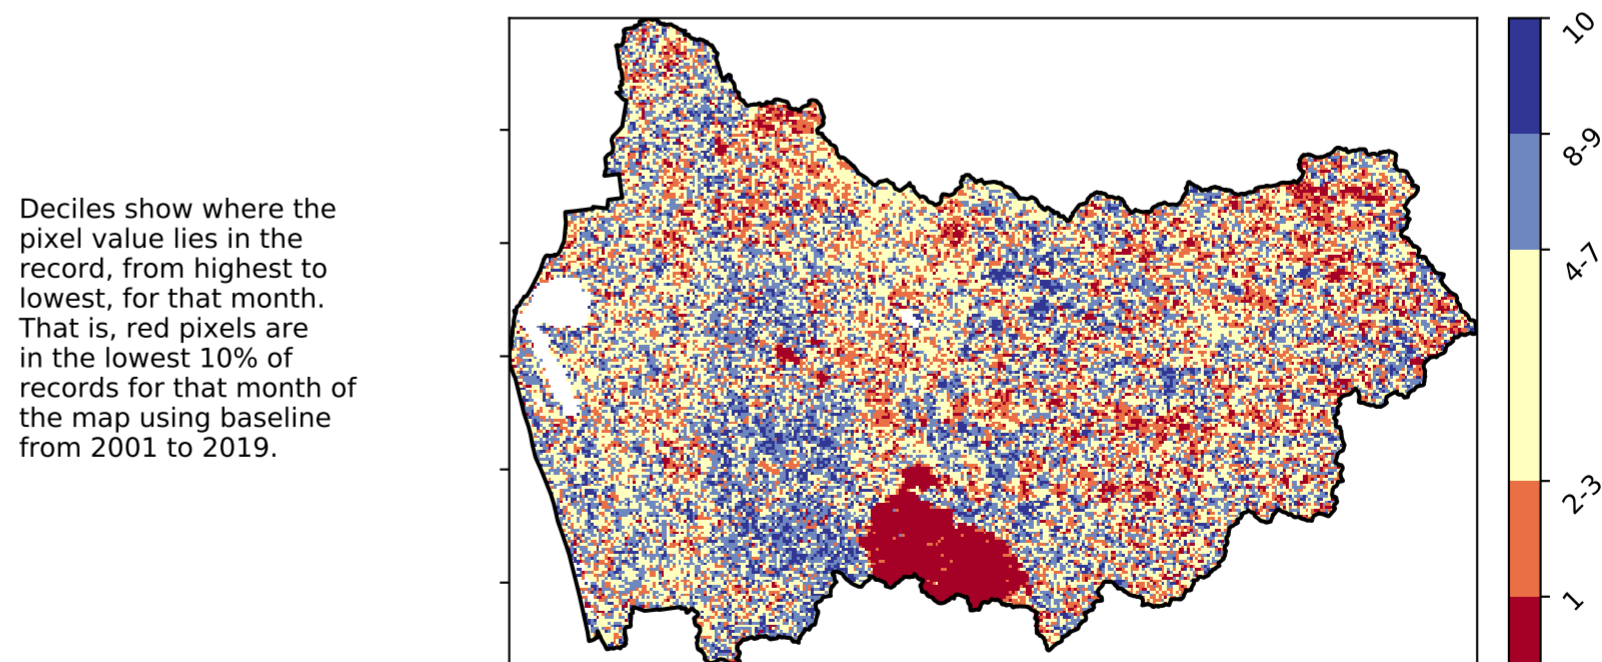 Deciles show where the
pixel value lies in the
record, from highest to
lowest, for that month.
That is, red pixels are
in the lowest 10% of
records for that month of
the map using baseline
from 2001 to 2019.
10
8-9
4-7
2-3
1